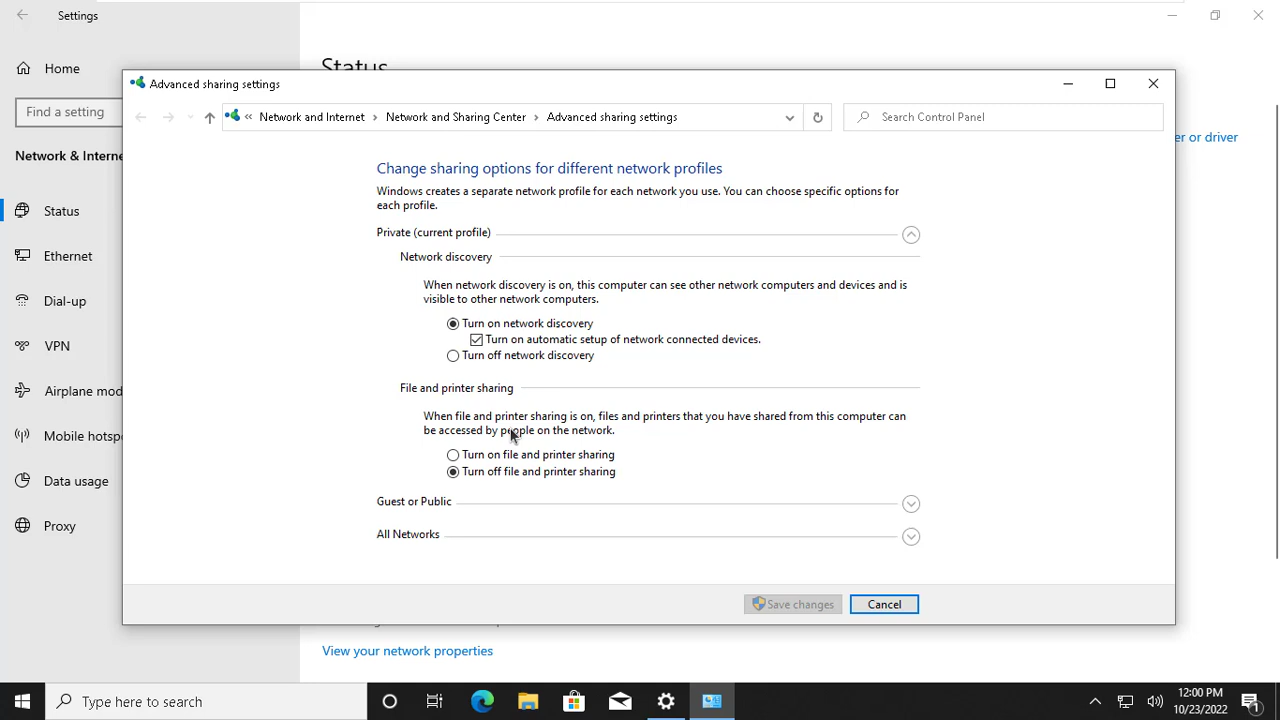 Settings
Home
Status
Advanced sharing settings
Find a setting
« Network and Internet > Network and Sharing Center > Advanced sharing settings
Search Control Panel
er or driver
Network & Interne
Change sharing options for different network profiles
Windows creates a separate network profile for each network you use. You can choose specific options for
each profile.
Status
Private (current profile)
Network discovery
Ethernet
When network discovery is on, this computer can see other network computers and devices and is
visible to other network computers.
Dial-up
Turn on network discovery
Turn on automatic setup of network connected devices.
Turn off network discovery
VPN
Airplane mod
File and printer sharing
When file and printer sharing is on, files and printers that you have shared from this computer can
be accessed by people on the network.
Mobile hotsp
Turn on file and printer sharing
Turn off file and printer sharing
Data usage
Guest or Public
Proxy
All Networks
Save changes
Cancel
View your network properties
Type here to search
12:00 PM
10/23/2022
1